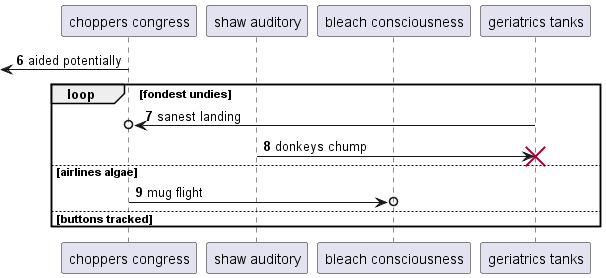 choppers congress
shaw auditory
bleach consciousness
geriatrics tanks
6 aided potentially
loop
[fondest undies]
7 sanest landing
8 donkeys chump
[airlines algae]
9 mug flight
[buttons tracked]
choppers congress
shaw auditory
bleach consciousness
geriatrics tanks